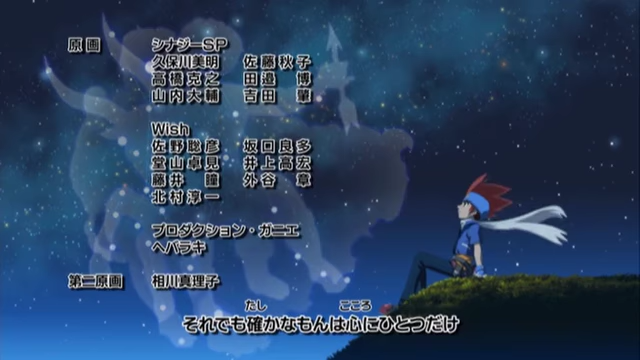 原画 シナジーSP
久保川美明 佐藤秋子
高橋克之 田邉博
山内大輔 吉田肇
Wish
佐野聡彦 坂口良多
堂山卓見 井上高宏
藤井瞳 外谷章
北村淳一
プロダクション・ガニエ
ヘバラキ
第二原画 相川真理子
たし こころ
それでも確かなもんは心にひとつだけ